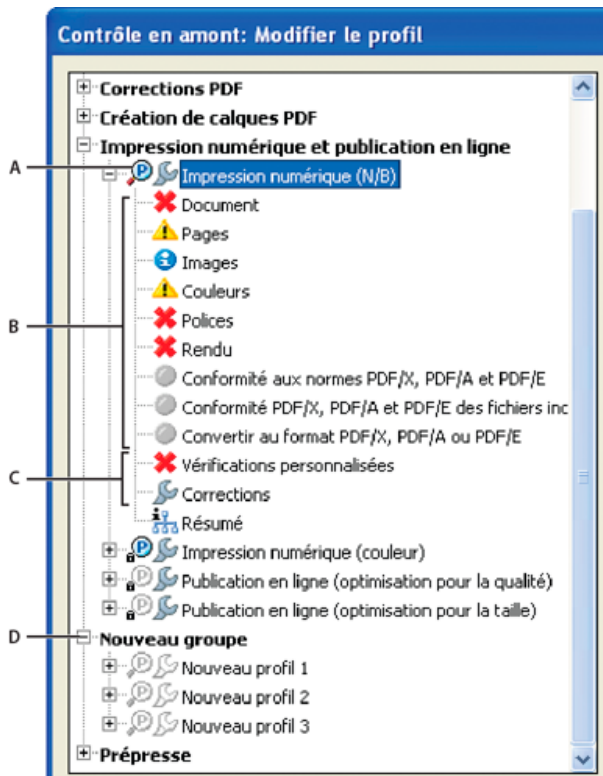 Contrôle en amont: Modifier le profil
Corrections PDF
Création de calques PDF
Impression numérique et publication en ligne
A
Impression numérique (N/B)
Document
Pages
Images
Couleurs
B
Polices
Rendu
Conformité aux normes PDF/X, PDF/A et PDF/E
Conformité PDF/X, PDF/A et PDF/E des fichiers inc
Convertir au format PDF/X, PDF/A ou PDF/E
Vérifications personnalisées
C
Corrections
Résumé
Impression numérique (couleur)
Publication en ligne (optimisation pour la qualité)
Publication en ligne (optimisation pour la taille)
D
Nouveau groupe
Nouveau profil 1
Nouveau profil 2
Nouveau profil 3
Prépresse